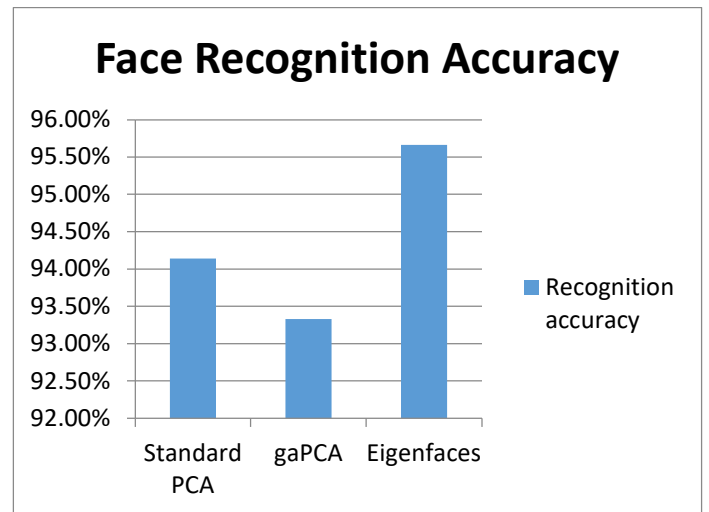 Face Recognition Accuracy
96.00%
95.50%
95.00%
94.50%
94.00%
93.50%
93.00%
92.50%
92.00%
Standard
PCA
gaPCA
Eigenfaces
Recognition
accuracy